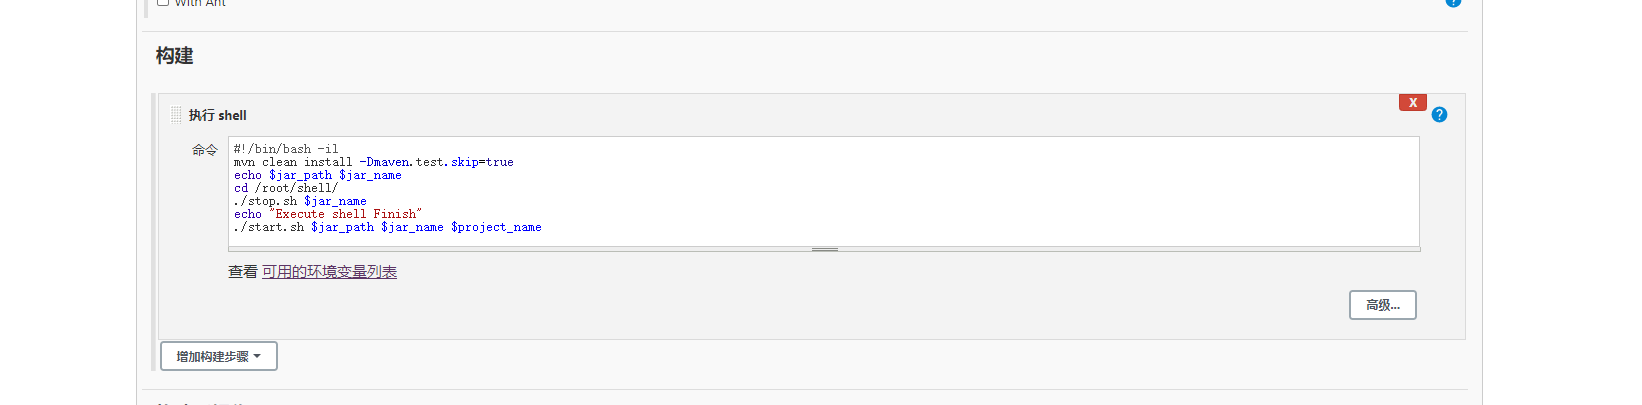 With Ant
?
构建
X
执行 shell
?
命令
#!/bin/bash -il
mvn clean install -Dmaven.test.skip=true
echo $jar_path $jar_name
cd /root/shell/
./stop.sh $jar_name
echo "Execute shell Finish"
./start.sh $jar_path $jar_name $project_name
查看 可用的环境变量列表
高级...
增加构建步骤